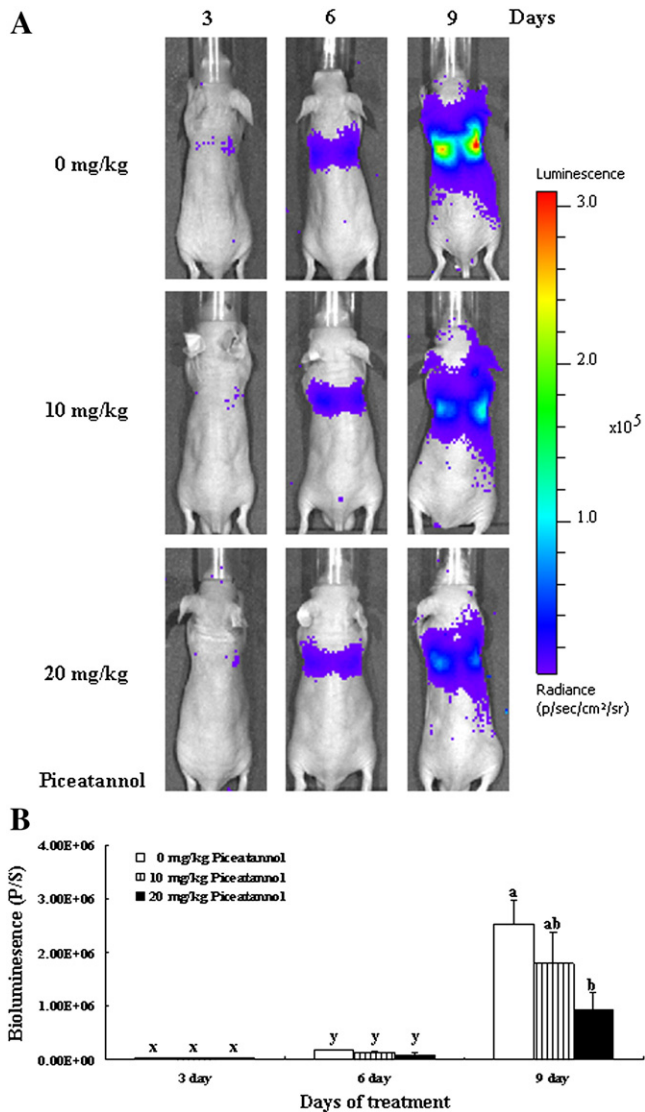 A
3 6 9 Days
0 mg/kg
10 mg/kg
20 mg/kg
Piceatannol
Luminescence
3.0
2.0
x10⁵
1.0
Radiance
(p/sec/cm²/sr)
B
Bioluminesence (P/S)
4.00E+06
3.00E+06
2.00E+06
1.00E+06
0.00E+00
0 mg/kg Piceatannol
10 mg/kg Piceatannol
20 mg/kg Piceatannol
x x x
y y y
a ab b
3 day 6 day 9 day
Days of treatment